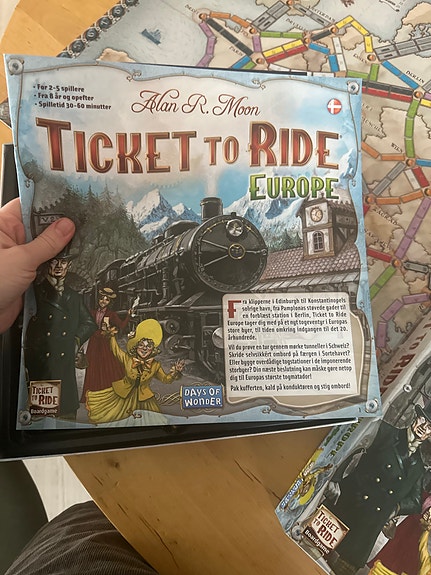 • For 2-5 spillere
• Fra 8 år og opefter
• Spilletid 30-60 minutter
Alan R. Moon
TICKET TO RIDE
EUROPE
Fra klipperne i Edinburgh til Konstantinopels
solrige havn, fra Pamplonas støvede gader til
en forblæst station i Berlin, Ticket to Ride
Europe tager dig med på et nyt togeventyr i Europas
store byer, til tiden omkring indgangen til det 20.
århundrede.
Vil du prøve en tur gennem mørke tunneller i Schweiz?
Skride selvsikkert ombord på færgen i Sortehavet?
Eller bygge overdådige togstationer i de imponerende
storbyer? Din næste beslutning kan måske gøre netop
dig til Europas største togmatador!
Pak kufferten, kald på konduktøren og stig ombord!
TICKET
TO RIDE
Boardgame
DAYS OF
WONDER
EUROPE
TICKET
TO RIDE
Boardgame